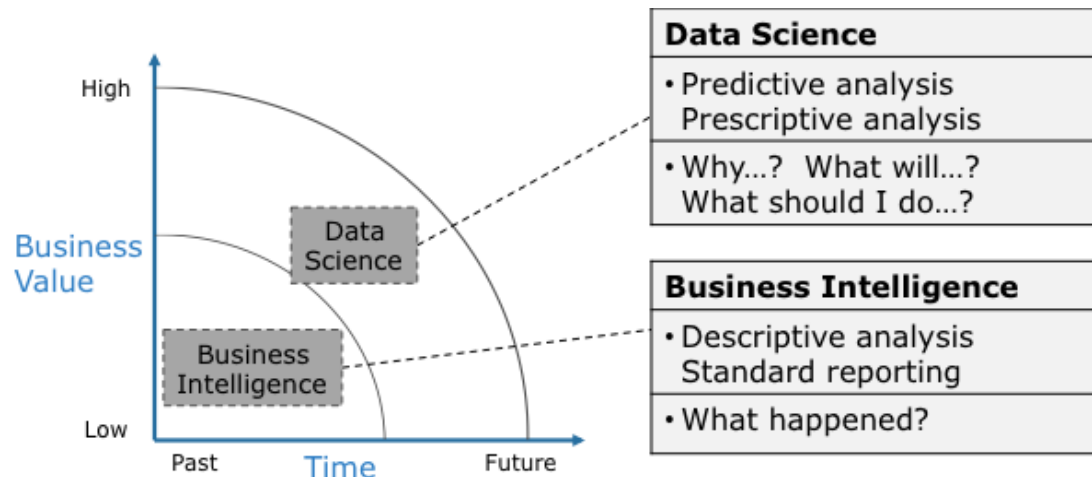 High
Business
Value
Low
Past
Time
Future
Data
Science
Business
Intelligence
Data Science
• Predictive analysis
Prescriptive analysis
• Why...? What will...?
What should I do...?
Business Intelligence
• Descriptive analysis
Standard reporting
• What happened?